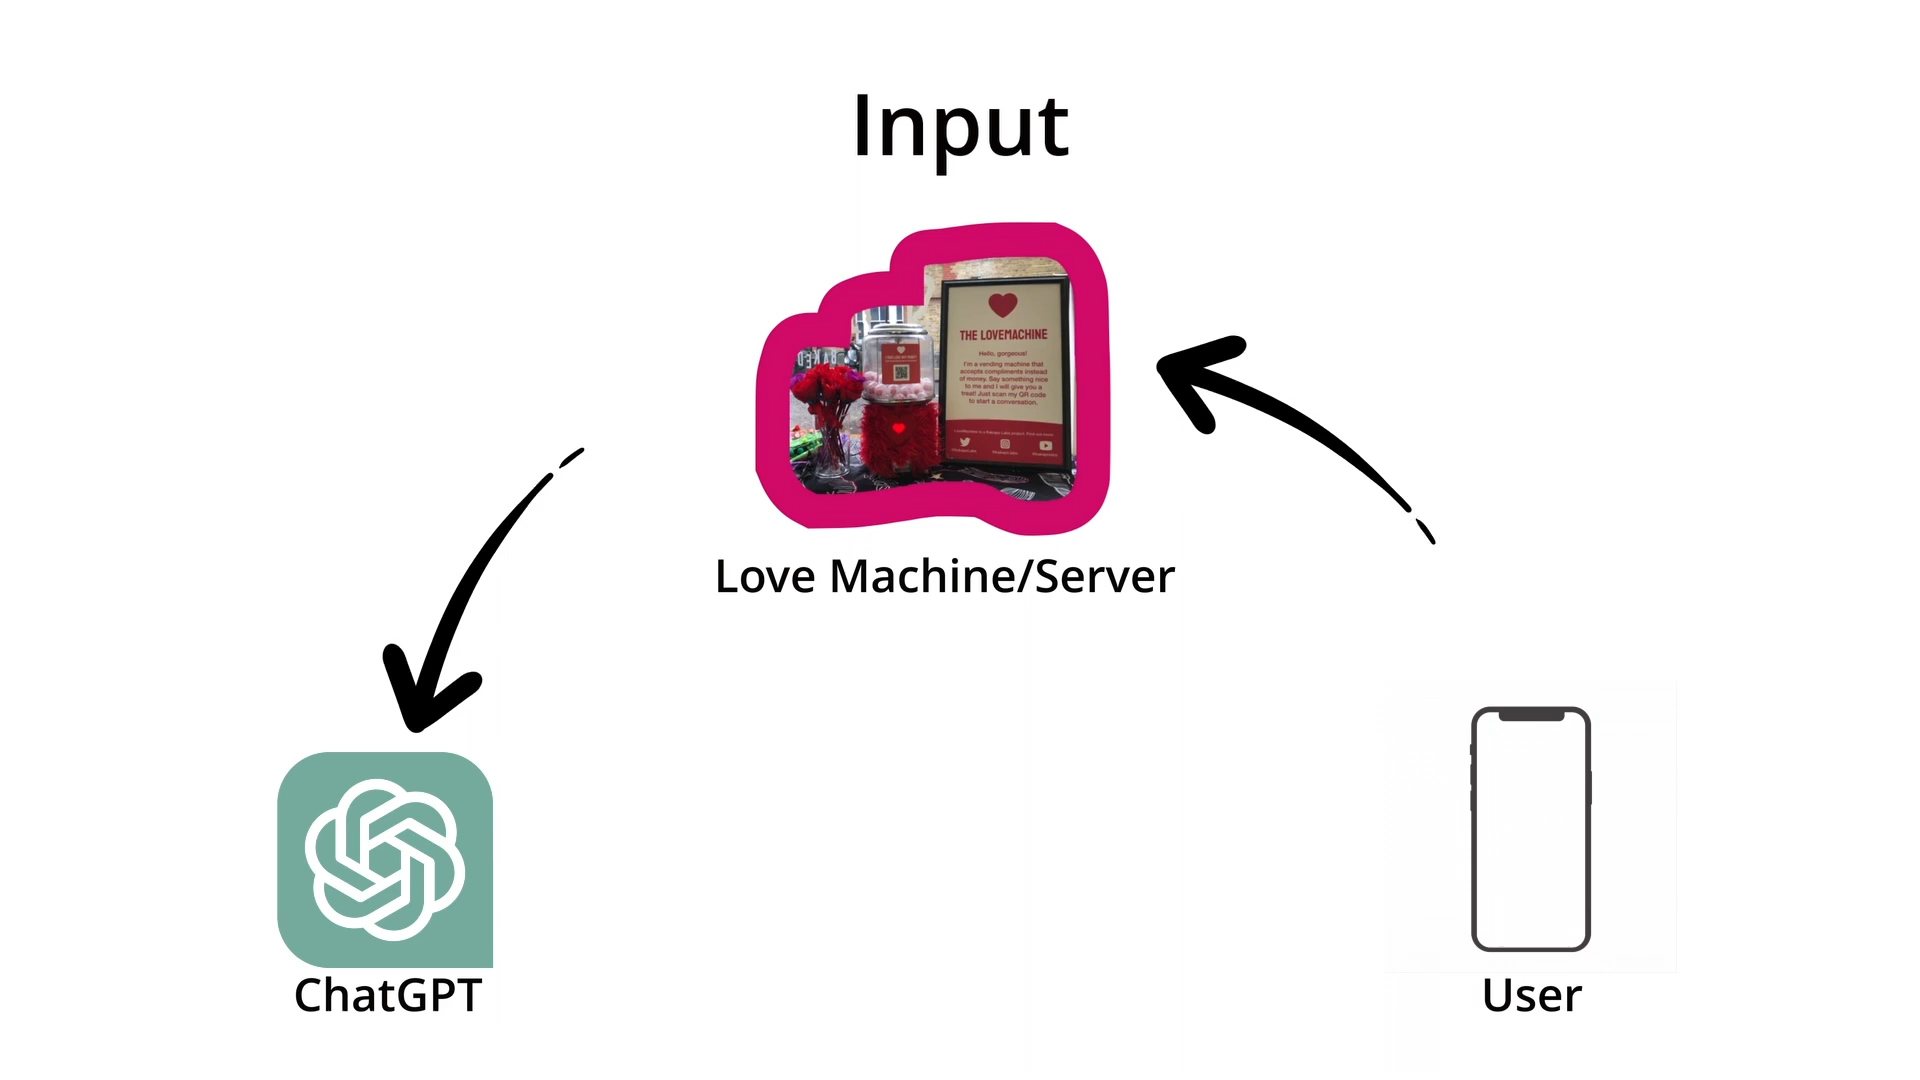 Input
THE LOVEMACHINE
Hello, gorgeous!
I'm a vending machine that
accepts compliments instead
of money. Say something nice
to me and I will give you a
treat! Just scan my QR code
to start a conversation.
Love Machine/Server
ChatGPT
User